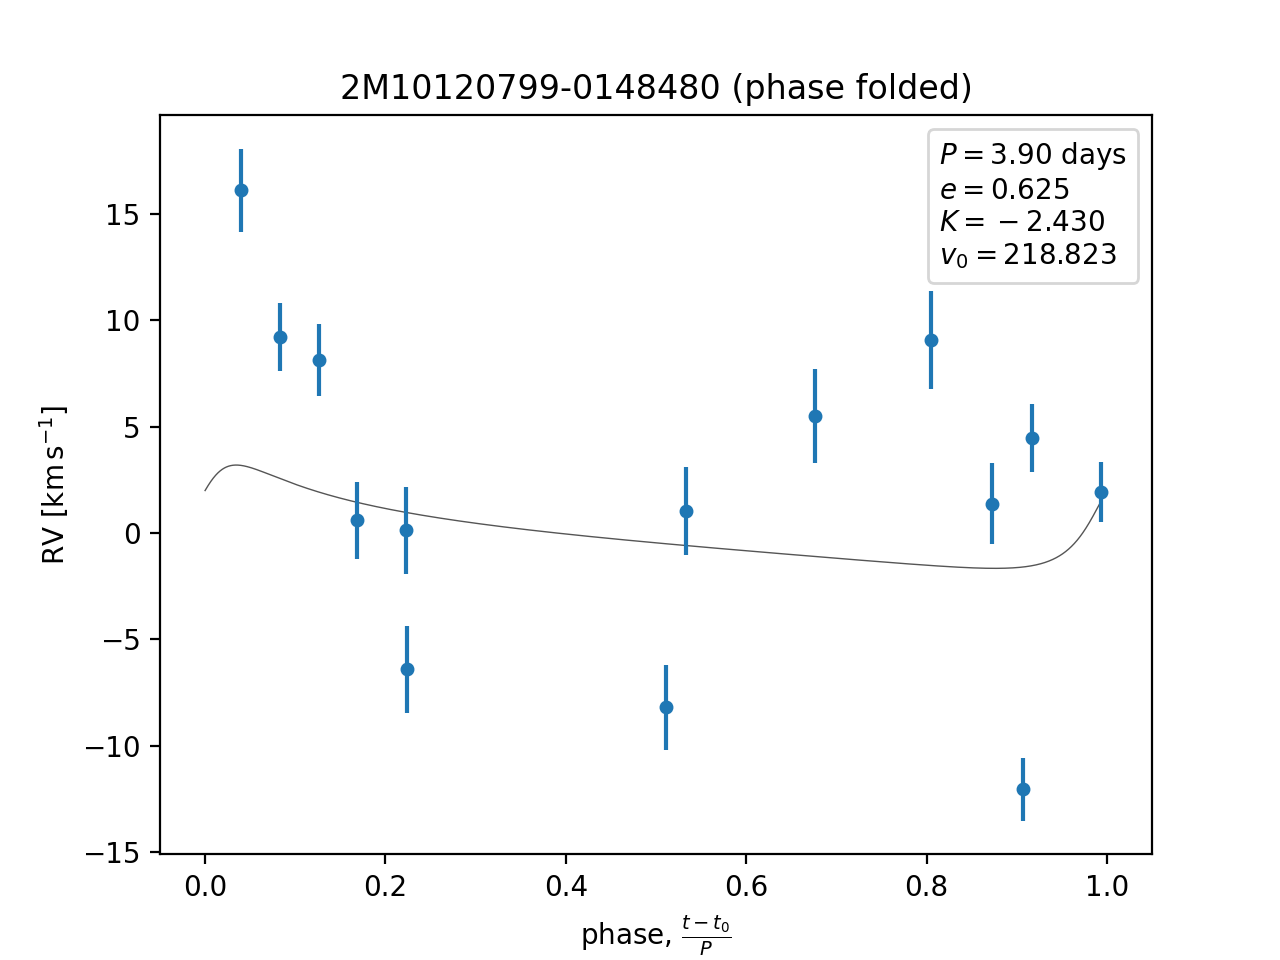 2M10120799-0148480 (phase folded)
P = 3.90 days
e = 0.625
K = −2.430
v₀ = 218.823
RV [km s⁻¹]
15
10
5
0
−5
−10
−15
0.0 0.2 0.4 0.6 0.8 1.0
phase, (t − t₀)/P